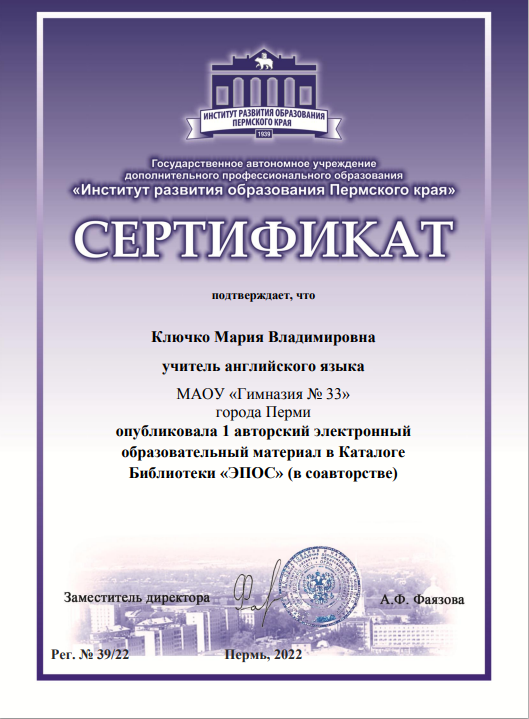 ИНСТИТУТ РАЗВИТИЯ ОБРАЗОВАНИЯ
ПЕРМСКОГО КРАЯ
1939
Государственное автономное учреждение
дополнительного профессионального образования
«Институт развития образования Пермского края»
СЕРТИФИКАТ
подтверждает, что
Ключко Мария Владимировна
учитель английского языка
МАОУ «Гимназия № 33»
города Перми
опубликовала 1 авторский электронный
образовательный материал в Каталоге
Библиотеки «ЭПОС» (в соавторстве)
Заместитель директора
А.Ф. Фаязова
Рег. № 39/22
Пермь, 2022